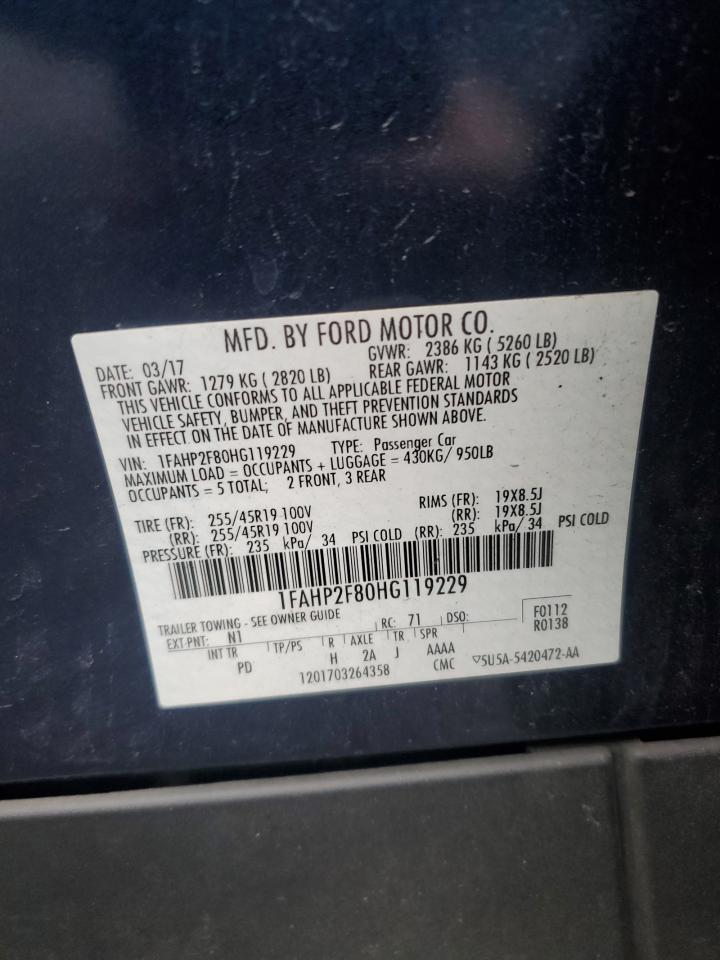 MFD. BY FORD MOTOR CO.
DATE: 03/17 GVWR: 2386 KG ( 5260 LB)
FRONT GAWR: 1279 KG ( 2820 LB) REAR GAWR: 1143 KG ( 2520 LB)
THIS VEHICLE CONFORMS TO ALL APPLICABLE FEDERAL MOTOR
VEHICLE SAFETY, BUMPER, AND THEFT PREVENTION STANDARDS
IN EFFECT ON THE DATE OF MANUFACTURE SHOWN ABOVE.
VIN: 1FAHP2F80HG119229 TYPE: Passenger Car
MAXIMUM LOAD = OCCUPANTS + LUGGAGE = 430KG/ 950LB
OCCUPANTS = 5 TOTAL; 2 FRONT, 3 REAR
TIRE (FR): 255/45R19 100V RIMS (FR): 19X8.5J
(RR): 255/45R19 100V (RR): 19X8.5J
PRESSURE (FR): 235 kPa/ 34 PSI COLD (RR): 235 kPa/ 34 PSI COLD
1FAHP2F80HG119229
TRAILER TOWING - SEE OWNER GUIDE F0112
EXT PNT: N1 RC: 71 DSO: R0138
INT TR TP/PS R AXLE TR SPR
PD H 2A J AAAA ▽SU5A-5420472-AA
1201703264358 CMC